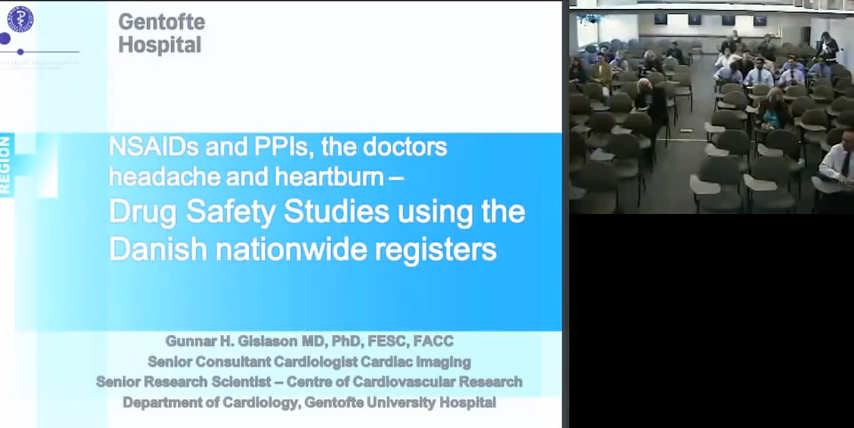 Gentofte
Hospital
REGION
NSAIDs and PPIs, the doctors
headache and heartburn –
Drug Safety Studies using the
Danish nationwide registers
Gunnar H. Gislason MD, PhD, FESC, FACC
Senior Consultant Cardiologist Cardiac Imaging
Senior Research Scientist – Centre of Cardiovascular Research
Department of Cardiology, Gentofte University Hospital